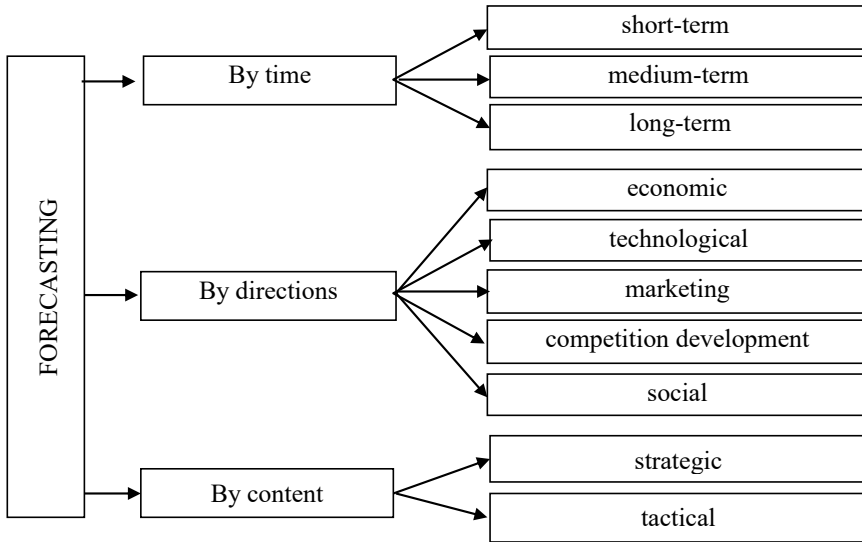 FORECASTING
By time
short-term
medium-term
long-term
By directions
economic
technological
marketing
competition development
social
By content
strategic
tactical